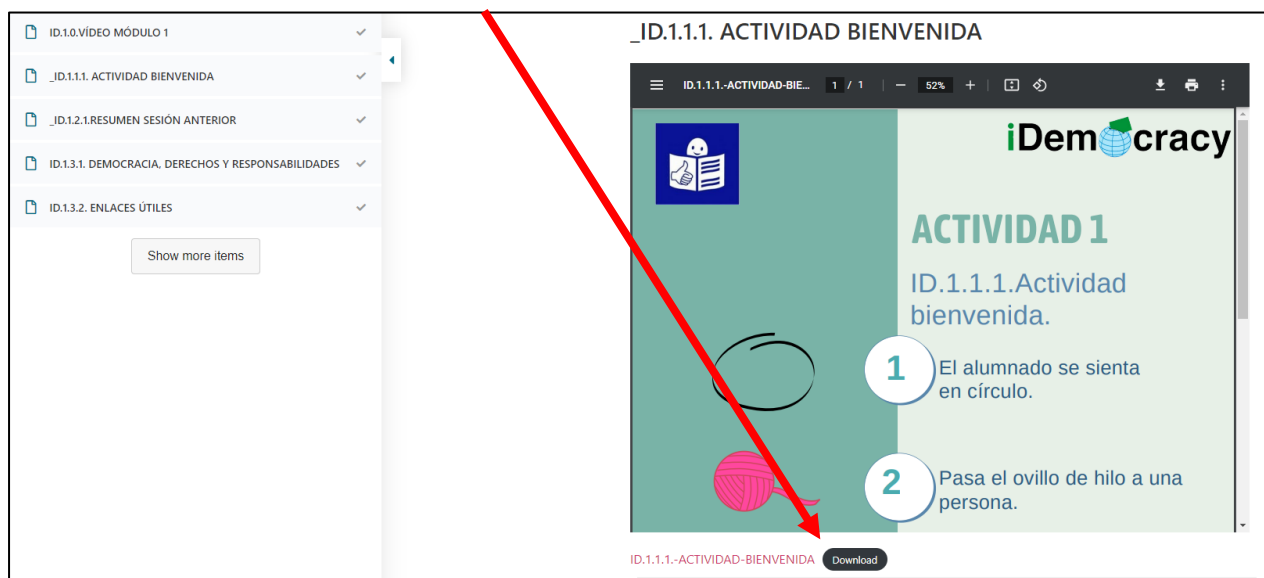 ID.1.0.VÍDEO MÓDULO 1
_ID.1.1.1. ACTIVIDAD BIENVENIDA
_ID.1.2.1.RESUMEN SESIÓN ANTERIOR
ID.1.3.1. DEMOCRACIA, DERECHOS Y RESPONSABILIDADES
ID.1.3.2. ENLACES ÚTILES
Show more items
_ID.1.1.1. ACTIVIDAD BIENVENIDA
ID.1.1.1.-ACTIVIDAD-BIE... 1 / 1 52%
iDemocracy
ACTIVIDAD 1
ID.1.1.1.Actividad
bienvenida.
1 El alumnado se sienta
en círculo.
2 Pasa el ovillo de hilo a una
persona.
ID.1.1.1.-ACTIVIDAD-BIENVENIDA Download